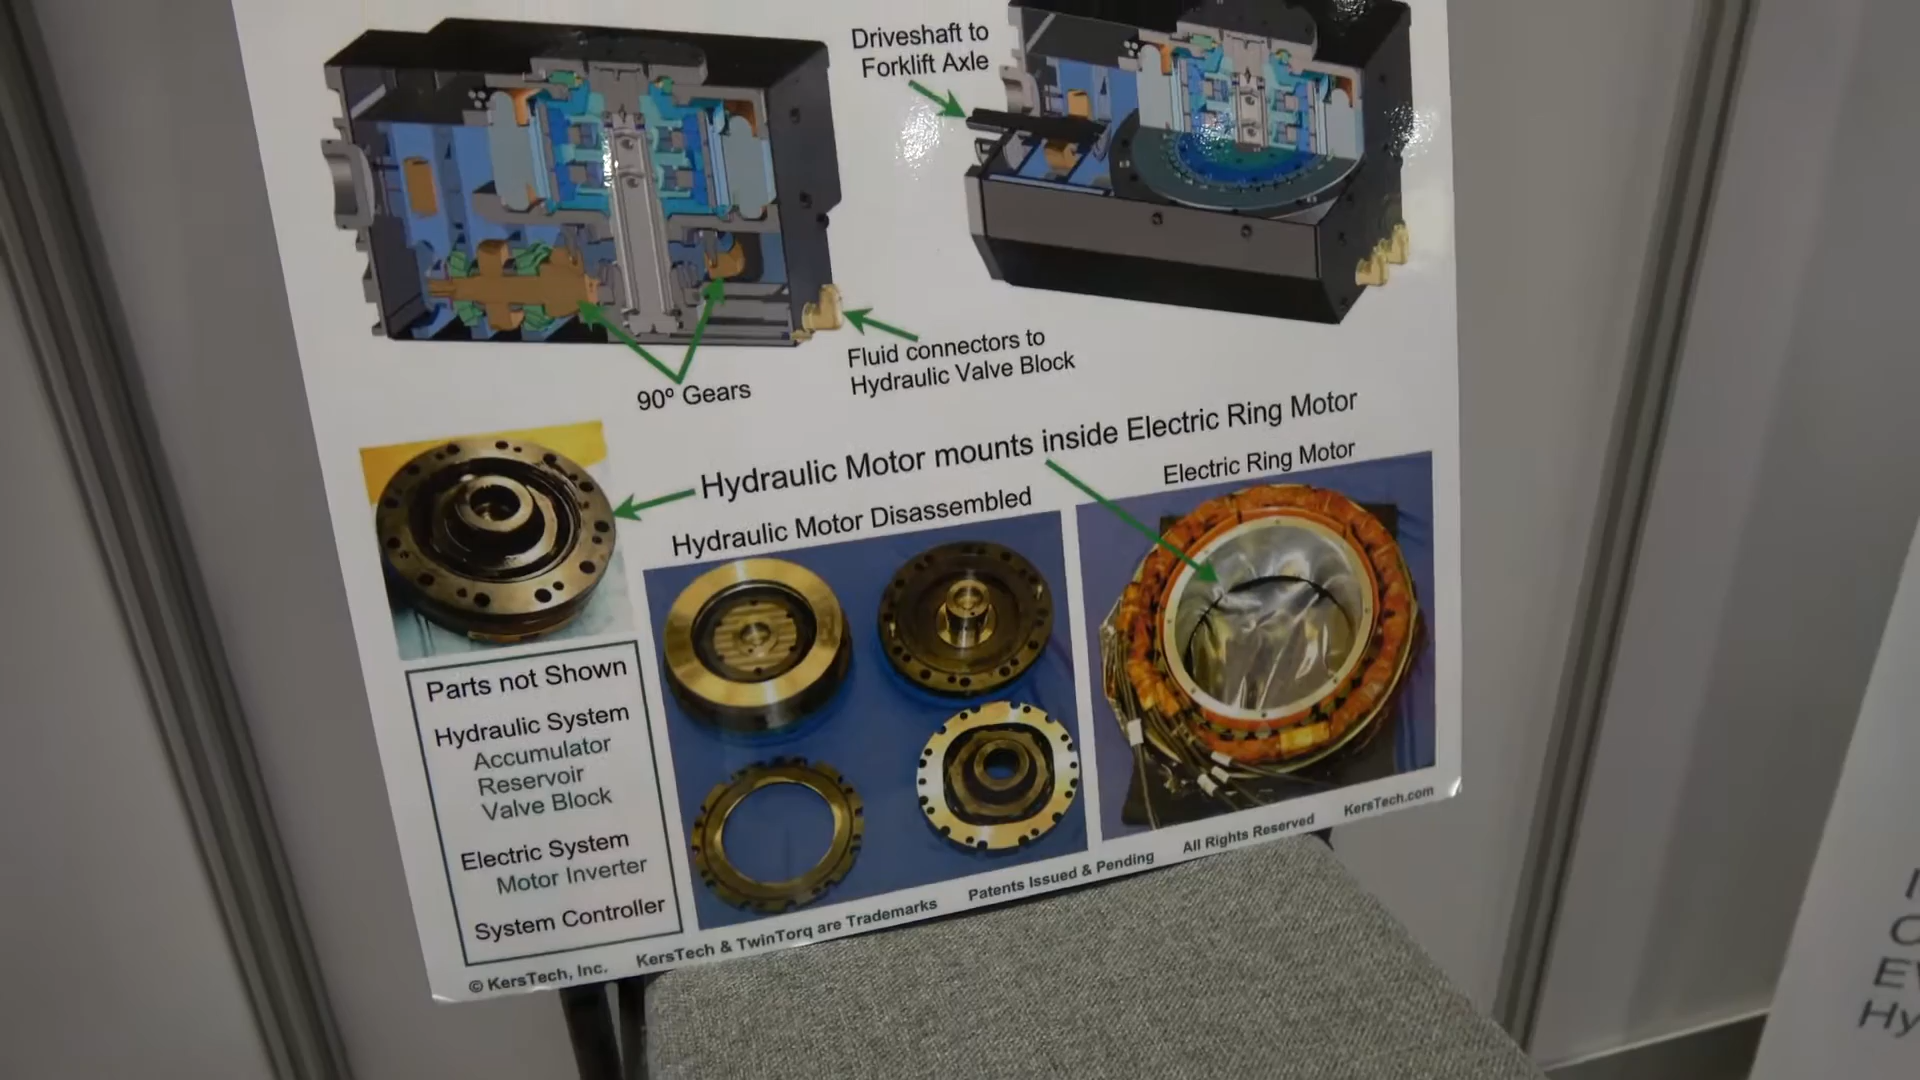 Driveshaft to
Forklift Axle
Fluid connectors to
Hydraulic Valve Block
90º Gears
Hydraulic Motor mounts inside Electric Ring Motor
Hydraulic Motor Disassembled
Electric Ring Motor
Parts not Shown
Hydraulic System
Accumulator
Reservoir
Valve Block
Electric System
Motor Inverter
System Controller
© KersTech, Inc. KersTech & TwinTorq are Trademarks Patents Issued & Pending All Rights Reserved KersTech.com
Hy